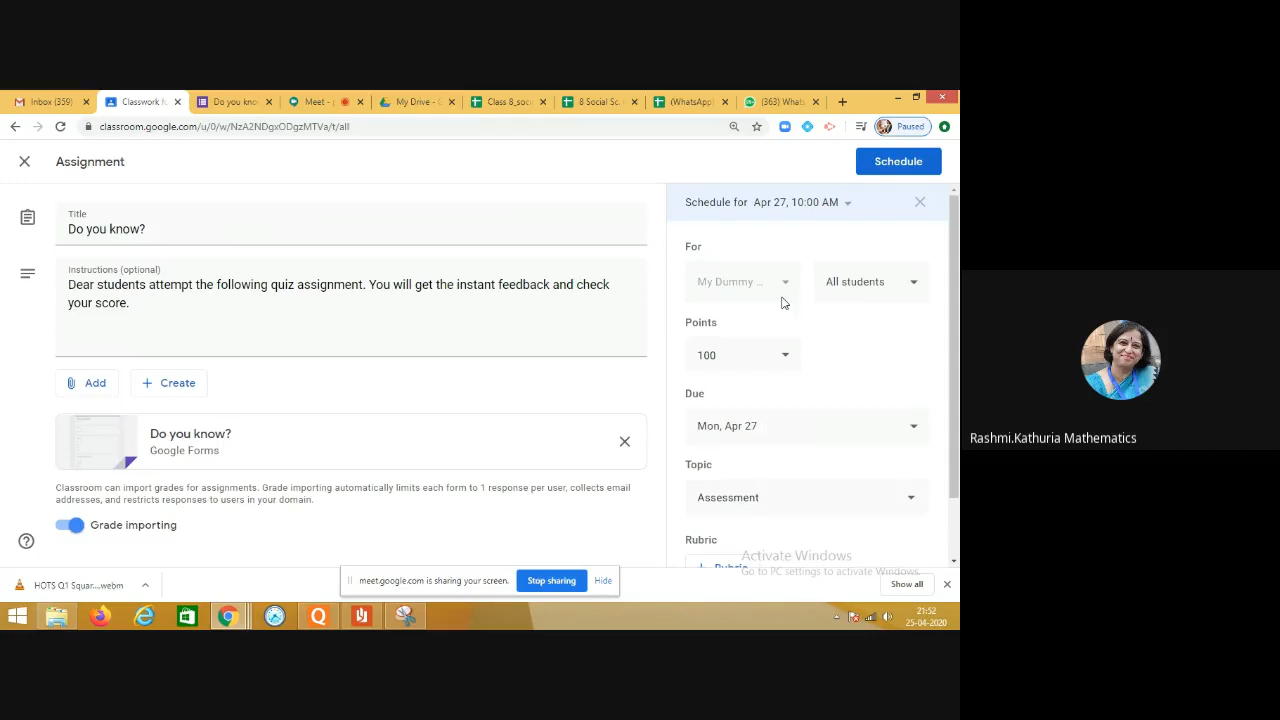 Inbox (359)
Classwork f
Do you kno
Meet -
My Drive - G
Class 8_soci
8 Social Sc.
(WhatsApp
(363) Whats
classroom.google.com/u/0/w/NzA2NDgxODgzMTVa/t/all
Paused
Assignment
Schedule
Title
Do you know?
Instructions (optional)
Dear students attempt the following quiz assignment. You will get the instant feedback and check
your score.
Add
Create
Do you know?
Google Forms
Classroom can import grades for assignments. Grade importing automatically limits each form to 1 response per user, collects email
addresses, and restricts responses to users in your domain.
Grade importing
Schedule for Apr 27, 10:00 AM
For
My Dummy ...
All students
Points
100
Due
Mon, Apr 27
Topic
Assessment
Rubric
Rubric
Activate Windows
Go to PC settings to activate Windows.
HOTS Q1 Squar....webm
meet.google.com is sharing your screen.
Stop sharing
Hide
Show all
21:52
25-04-2020
Rashmi.Kathuria Mathematics